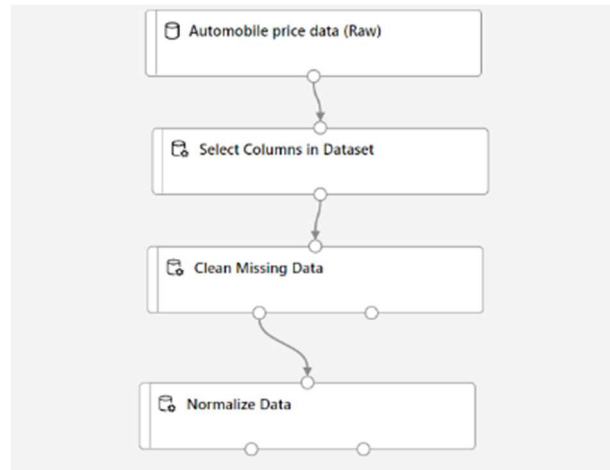 Automobile price data (Raw)
Select Columns in Dataset
Clean Missing Data
Normalize Data